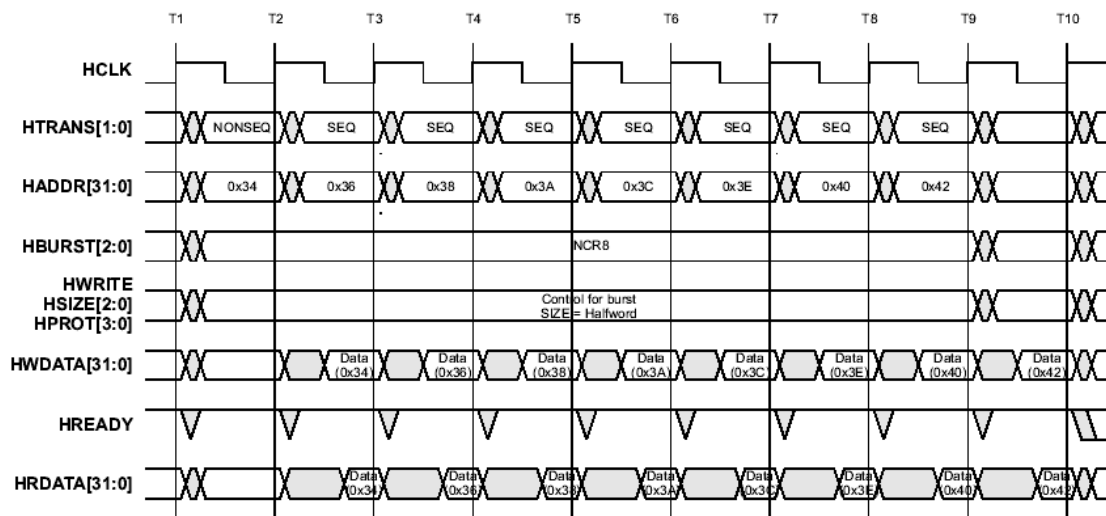 T1 T2 T3 T4 T5 T6 T7 T8 T9 T10
HCLK
HTRANS[1:0] NONSEQ SEQ SEQ SEQ SEQ SEQ SEQ SEQ
HADDR[31:0] 0x34 0x36 0x38 0x3A 0x3C 0x3E 0x40 0x42
HBURST[2:0] NCR8
HWRITE
HSIZE[2:0] Control for burst
HPROT[3:0] SIZE = Halfword
HWDATA[31:0] Data Data Data Data Data Data Data Data
(0x34) (0x36) (0x38) (0x3A) (0x3C) (0x3E) (0x40) (0x42)
HREADY
HRDATA[31:0] Data Data Data Data Data Data Data Data
(0x34) (0x36) (0x38) (0x3A) (0x3C) (0x3E) (0x40) (0x42)